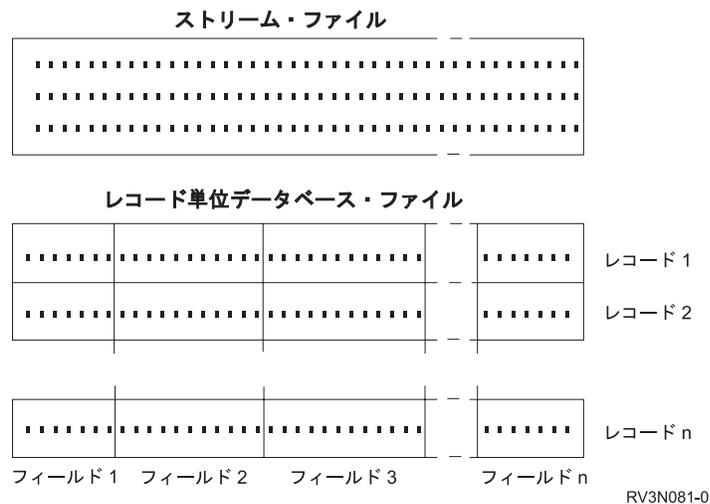 ストリーム・ファイル
レコード単位データベース・ファイル
レコード 1
レコード 2
レコード n
フィールド 1 フィールド 2 フィールド 3 フィールド n
RV3N081-0